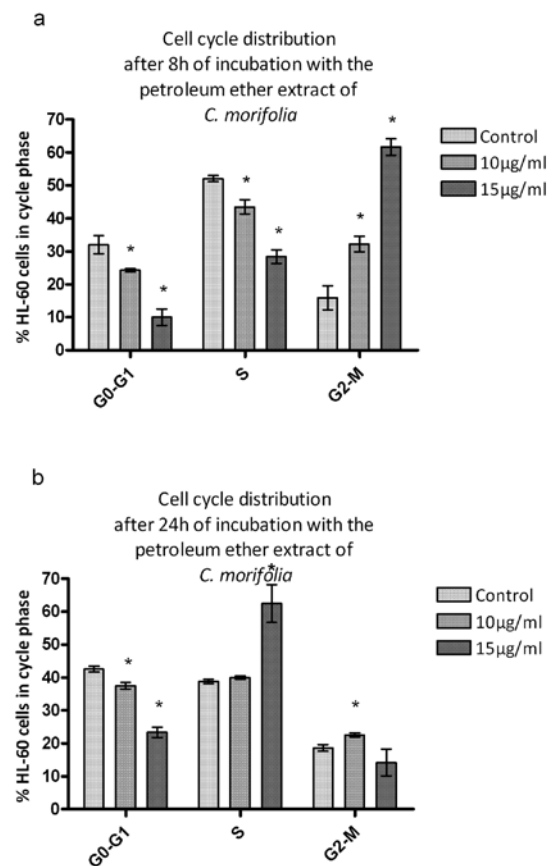 a
Cell cycle distribution
after 8h of incubation with the
petroleum ether extract of
C. morifolia
% HL-60 cells in cycle phase
70
60
50
40
30
20
10
0
*
*
*
*
*
*
G0-G1
S
G2-M
Control
10µg/ml
15µg/ml
b
Cell cycle distribution
after 24h of incubation with the
petroleum ether extract of
C. morifolia
% HL-60 cells in cycle phase
70
60
50
40
30
20
10
0
*
*
*
*
G0-G1
S
G2-M
Control
10µg/ml
15µg/ml